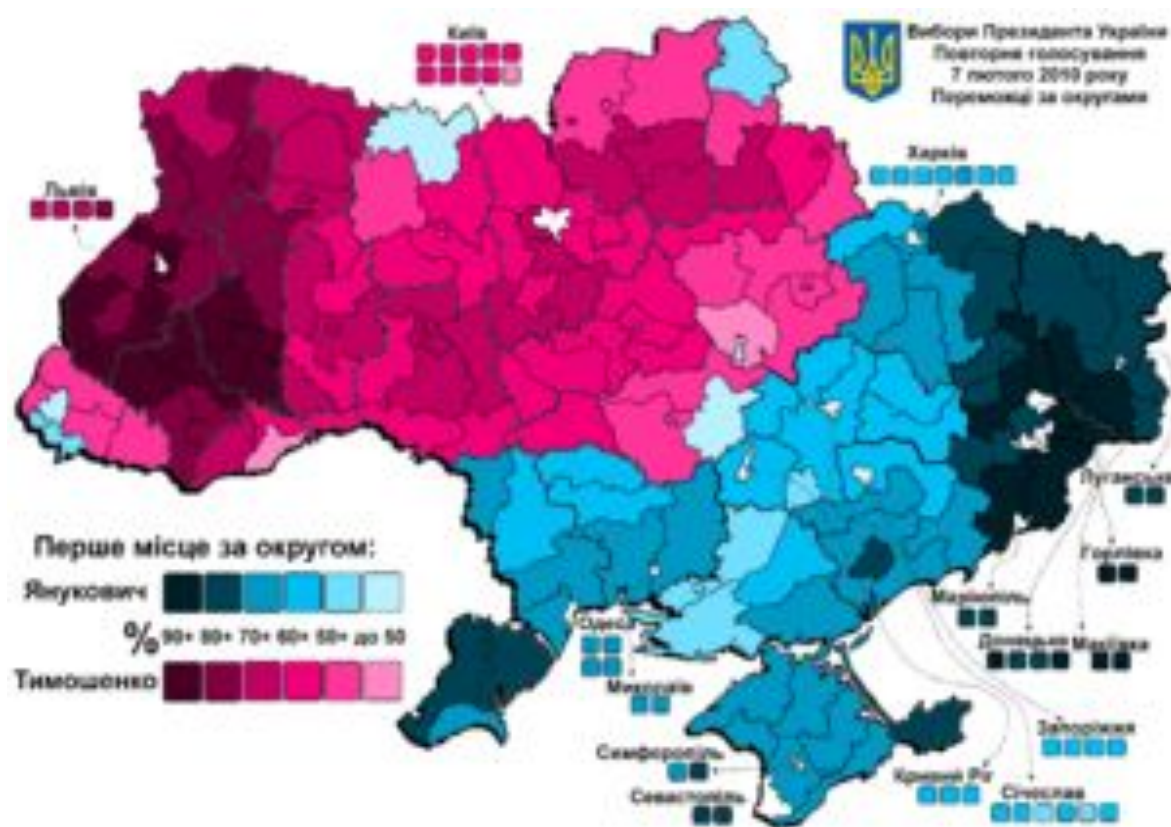 Вибори Президента України
Повторне голосування
7 лютого 2010 року
Переможці за округами
Київ
Львів
Харків
Луганськ
Горлівка
Маріуполь
Донецьк
Макіївка
Запоріжжя
Січеслав
Кривий Ріг
Одеса
Миколаїв
Симферопіль
Севастопіль
Перше місце за округом:
Янукович
% 90+ 80+ 70+ 60+ 50+ до 50
Тимошенко